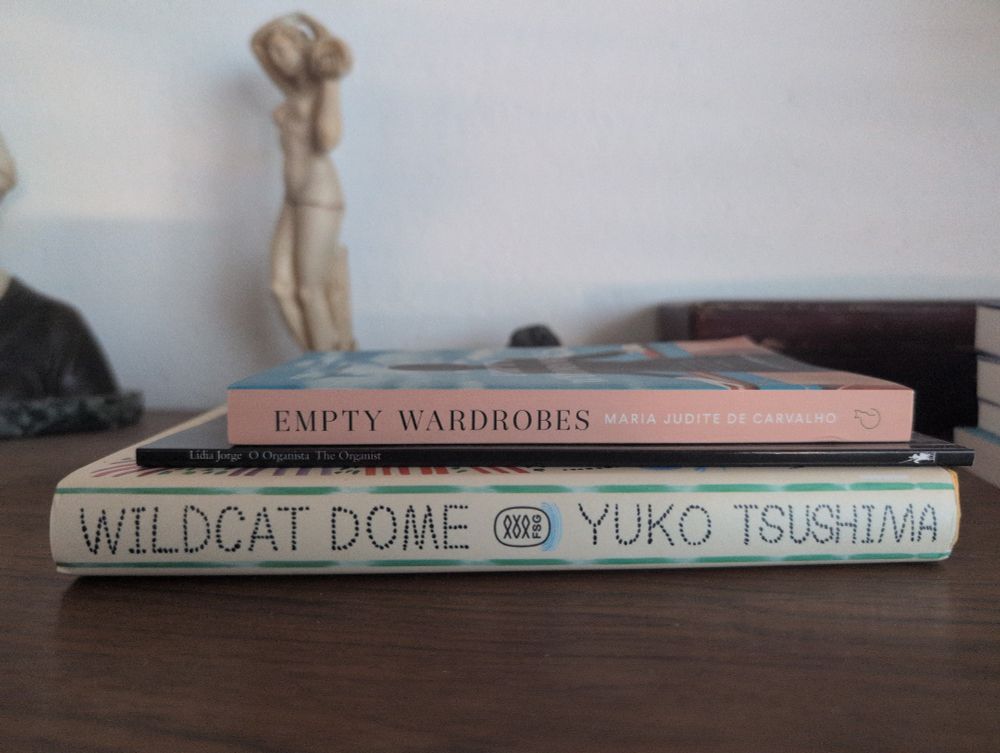 EMPTY WARDROBES MARIA JUDITE DE CARVALHO
Lídia Jorge O Organista The Organist
WILDCAT DOME FSG YUKO TSUSHIMA